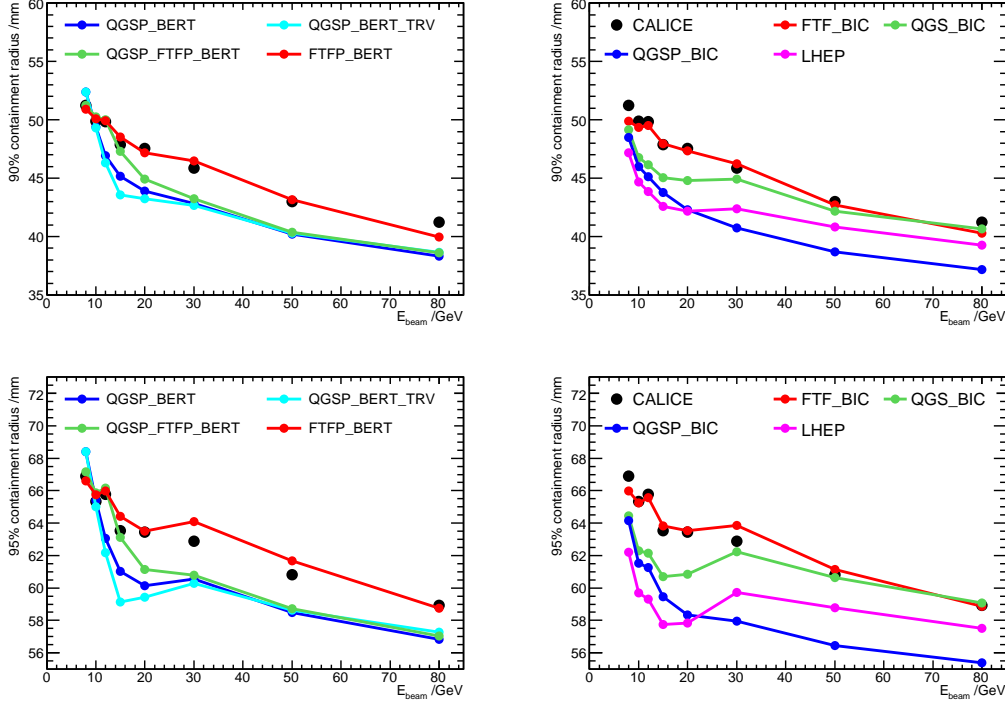 90% containment radius /mm
60
55
50
45
40
35
QGSP_BERT
QGSP_BERT_TRV
QGSP_FTFP_BERT
FTFP_BERT
0 10 20 30 40 50 60 70 80
E_beam /GeV
90% containment radius /mm
60
55
50
45
40
35
CALICE
FTF_BIC
QGS_BIC
QGSP_BIC
LHEP
0 10 20 30 40 50 60 70 80
E_beam /GeV
95% containment radius /mm
72
70
68
66
64
62
60
58
56
QGSP_BERT
QGSP_BERT_TRV
QGSP_FTFP_BERT
FTFP_BERT
0 10 20 30 40 50 60 70 80
E_beam /GeV
95% containment radius /mm
72
70
68
66
64
62
60
58
56
CALICE
FTF_BIC
QGS_BIC
QGSP_BIC
LHEP
0 10 20 30 40 50 60 70 80
E_beam /GeV